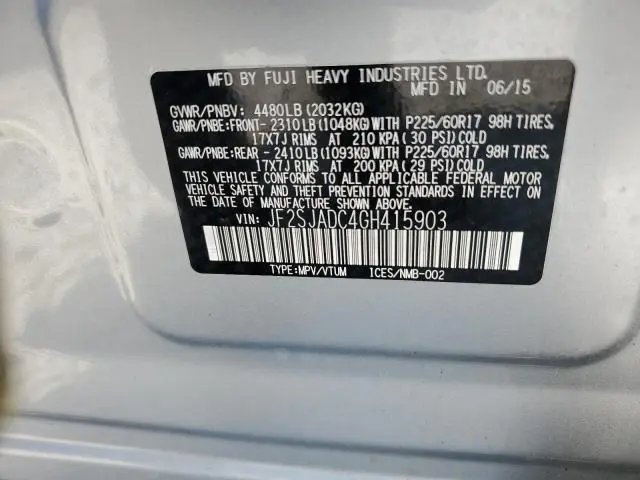 MFD BY FUJI HEAVY INDUSTRIES LTD.
MFD IN 06/15
GVWR/PNBV: 4480LB(2032KG)
GAWR/PNBE:FRONT-2310LB(1048KG)WITH P225/60R17 98H TIRES,
17X7J RIMS AT 210 KPA(30 PSI)COLD
GAWR/PNBE:REAR -2410LB(1093KG)WITH P225/60R17 98H TIRES,
17X7J RIMS AT 200 KPA(29 PSI)COLD
THIS VEHICLE CONFORMS TO ALL APPLICABLE FEDERAL MOTOR
VEHICLE SAFETY AND THEFT PREVENTION STANDARDS IN EFFECT
ON THE DATE OF MANUFACTURE SHOWN ABOVE.
VIN: JF2SJADC4GH415903
TYPE:MPV/VTUM ICES/NMB-002